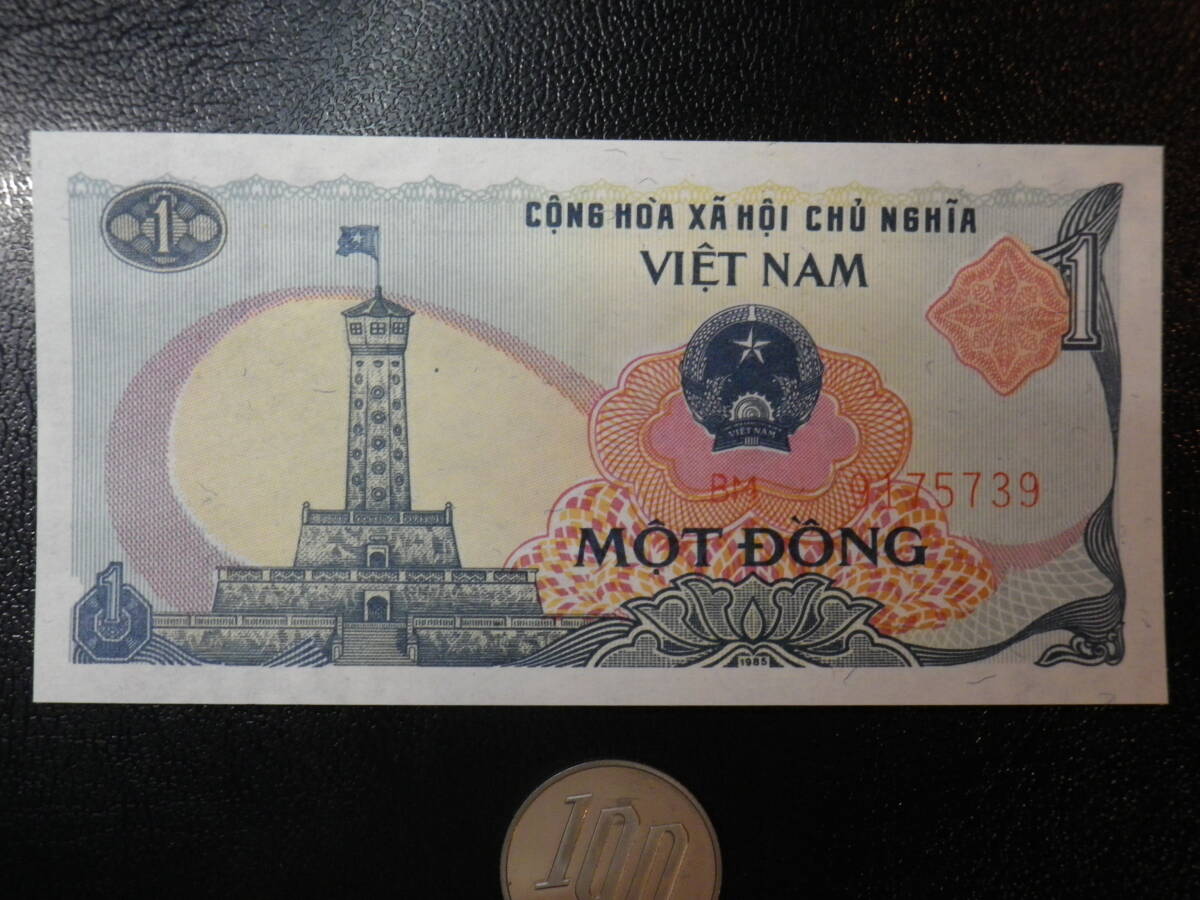 1
CỘNG HÒA XÃ HỘI CHỦ NGHĨA
VIỆT NAM
1
VIỆT NAM
BM 9175739
MỘT ĐỒNG
1
1985
100